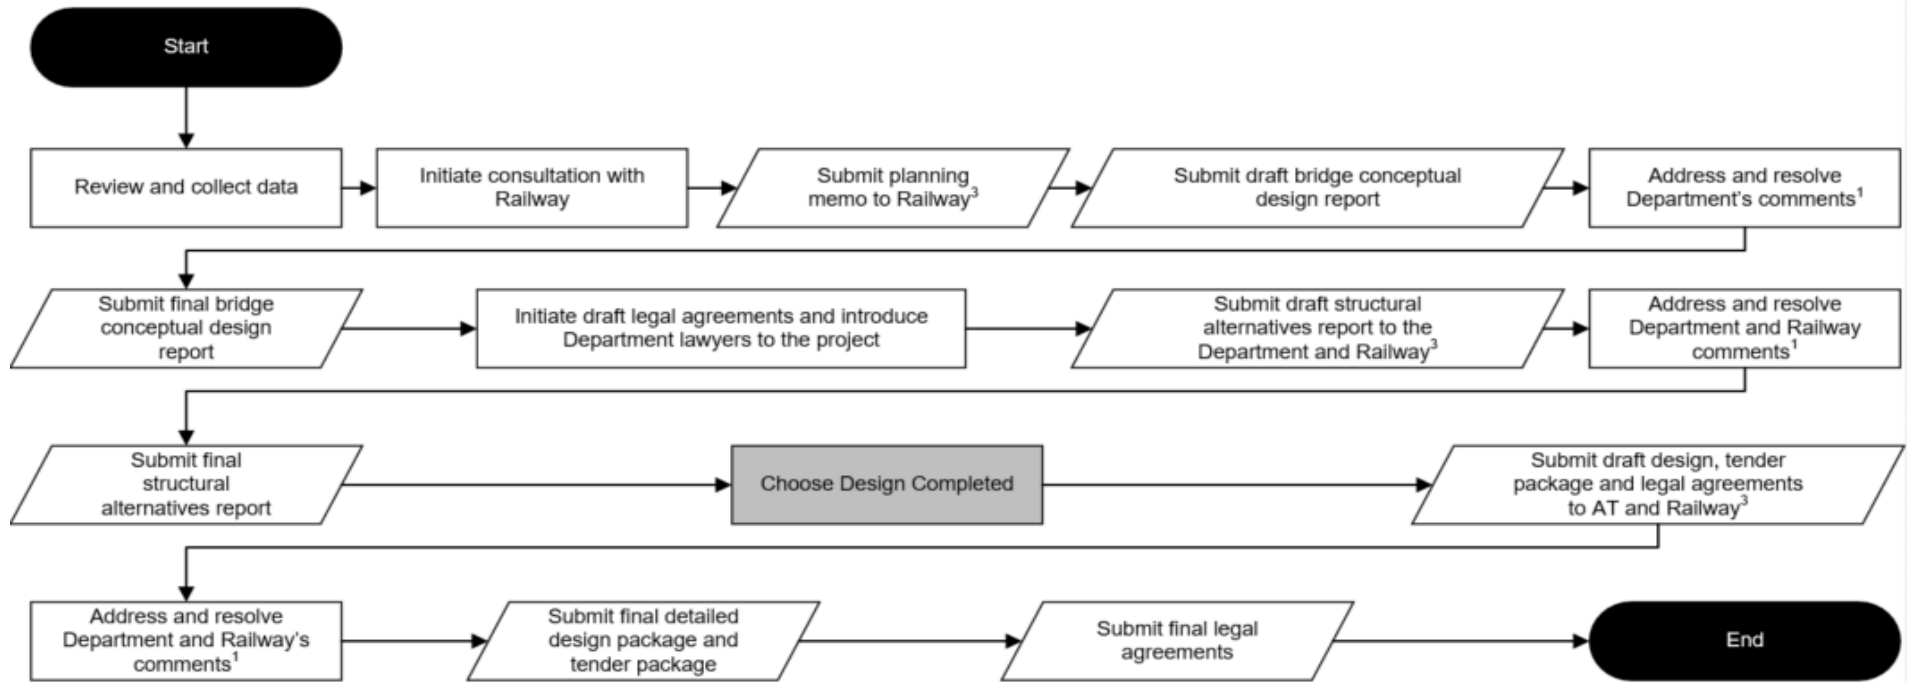 Start
Review and collect data
Initiate consultation with
Railway
Submit planning
memo to Railway³
Submit draft bridge conceptual
design report
Address and resolve
Department's comments¹
Submit final bridge
conceptual design
report
Initiate draft legal agreements and introduce
Department lawyers to the project
Submit draft structural
alternatives report to the
Department and Railway³
Address and resolve
Department and Railway
comments¹
Submit final
structural
alternatives report
Choose Design Completed
Submit draft design, tender
package and legal agreements
to AT and Railway³
Address and resolve
Department and Railway's
comments¹
Submit final detailed
design package and
tender package
Submit final legal
agreements
End